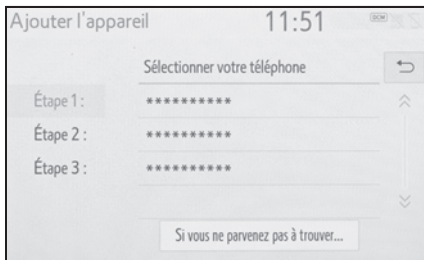 Ajouter l'appareil 11:51 DCM
Sélectionner votre téléphone
Étape 1 : **********
Étape 2 : **********
Étape 3 : **********
Si vous ne parvenez pas à trouver...